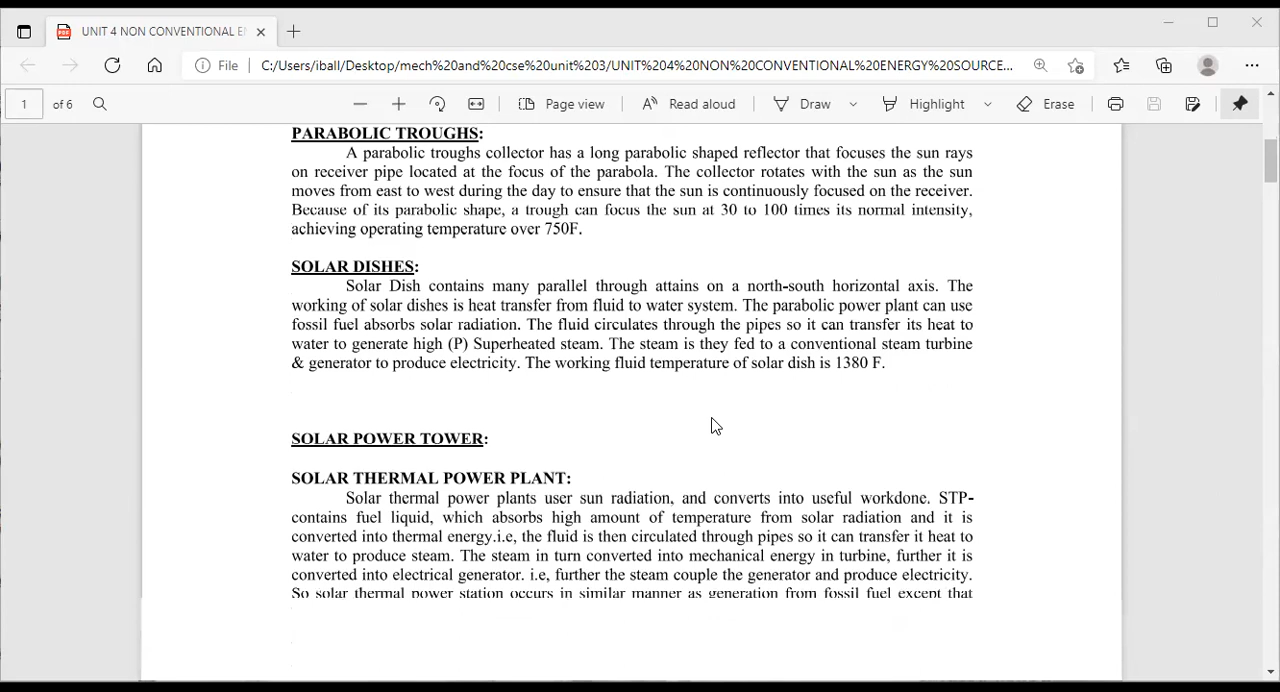 UNIT 4 NON CONVENTIONAL E
File C:/Users/iball/Desktop/mech%20and%20cse%20unit%203/UNIT%204%20NON%20CONVENTIONAL%20ENERGY%20SOURCE...
1 of 6 Page view Read aloud Draw Highlight Erase
PARABOLIC TROUGHS:
A parabolic troughs collector has a long parabolic shaped reflector that focuses the sun rays
on receiver pipe located at the focus of the parabola. The collector rotates with the sun as the sun
moves from east to west during the day to ensure that the sun is continuously focused on the receiver.
Because of its parabolic shape, a trough can focus the sun at 30 to 100 times its normal intensity,
achieving operating temperature over 750F.
SOLAR DISHES:
Solar Dish contains many parallel through attains on a north-south horizontal axis. The
working of solar dishes is heat transfer from fluid to water system. The parabolic power plant can use
fossil fuel absorbs solar radiation. The fluid circulates through the pipes so it can transfer its heat to
water to generate high (P) Superheated steam. The steam is they fed to a conventional steam turbine
& generator to produce electricity. The working fluid temperature of solar dish is 1380 F.
SOLAR POWER TOWER:
SOLAR THERMAL POWER PLANT:
Solar thermal power plants user sun radiation, and converts into useful workdone. STP-
contains fuel liquid, which absorbs high amount of temperature from solar radiation and it is
converted into thermal energy.i.e, the fluid is then circulated through pipes so it can transfer it heat to
water to produce steam. The steam in turn converted into mechanical energy in turbine, further it is
converted into electrical generator. i.e, further the steam couple the generator and produce electricity.
So solar thermal power station occurs in similar manner as generation from fossil fuel except that